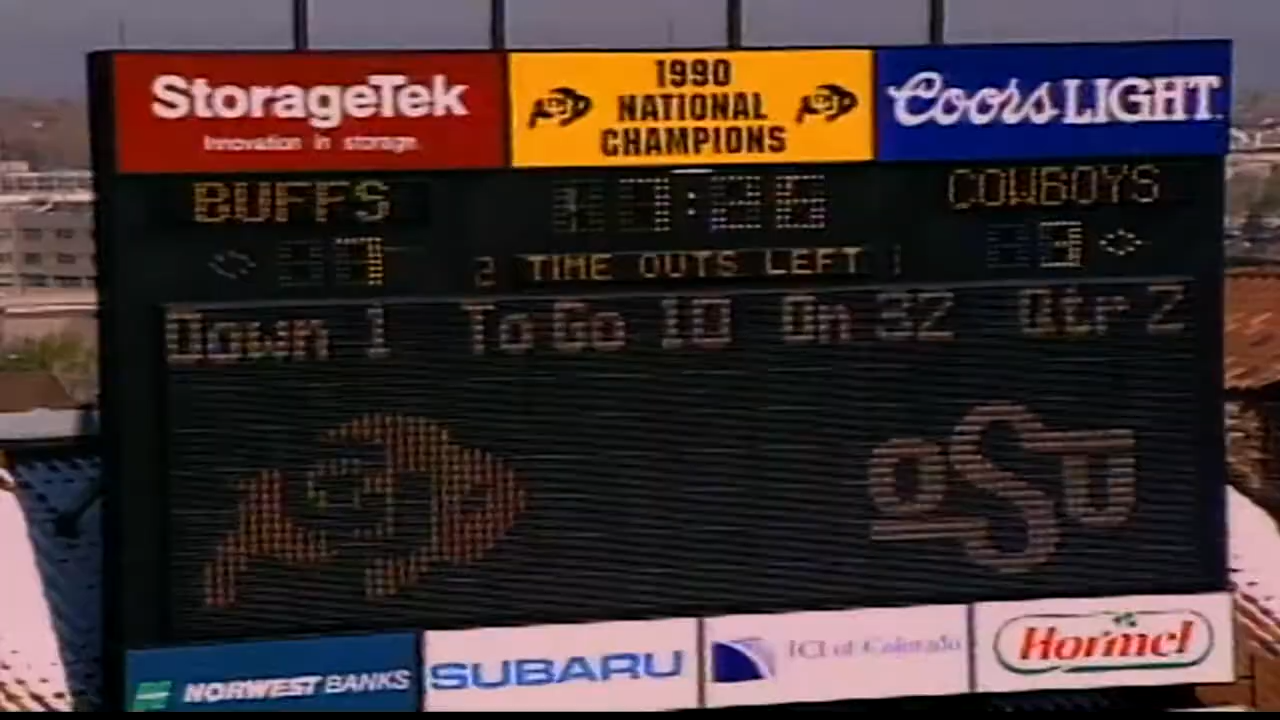 StorageTek
Innovation in storage.
1990
NATIONAL
CHAMPIONS
Coors LIGHT
BUFFS
COWBOYS
2 TIME OUTS LEFT 1
Down 1 To Go 10 On 32 Qtr 2
OSU
NORWEST BANKS
SUBARU
ICI of Colorado
Hormel